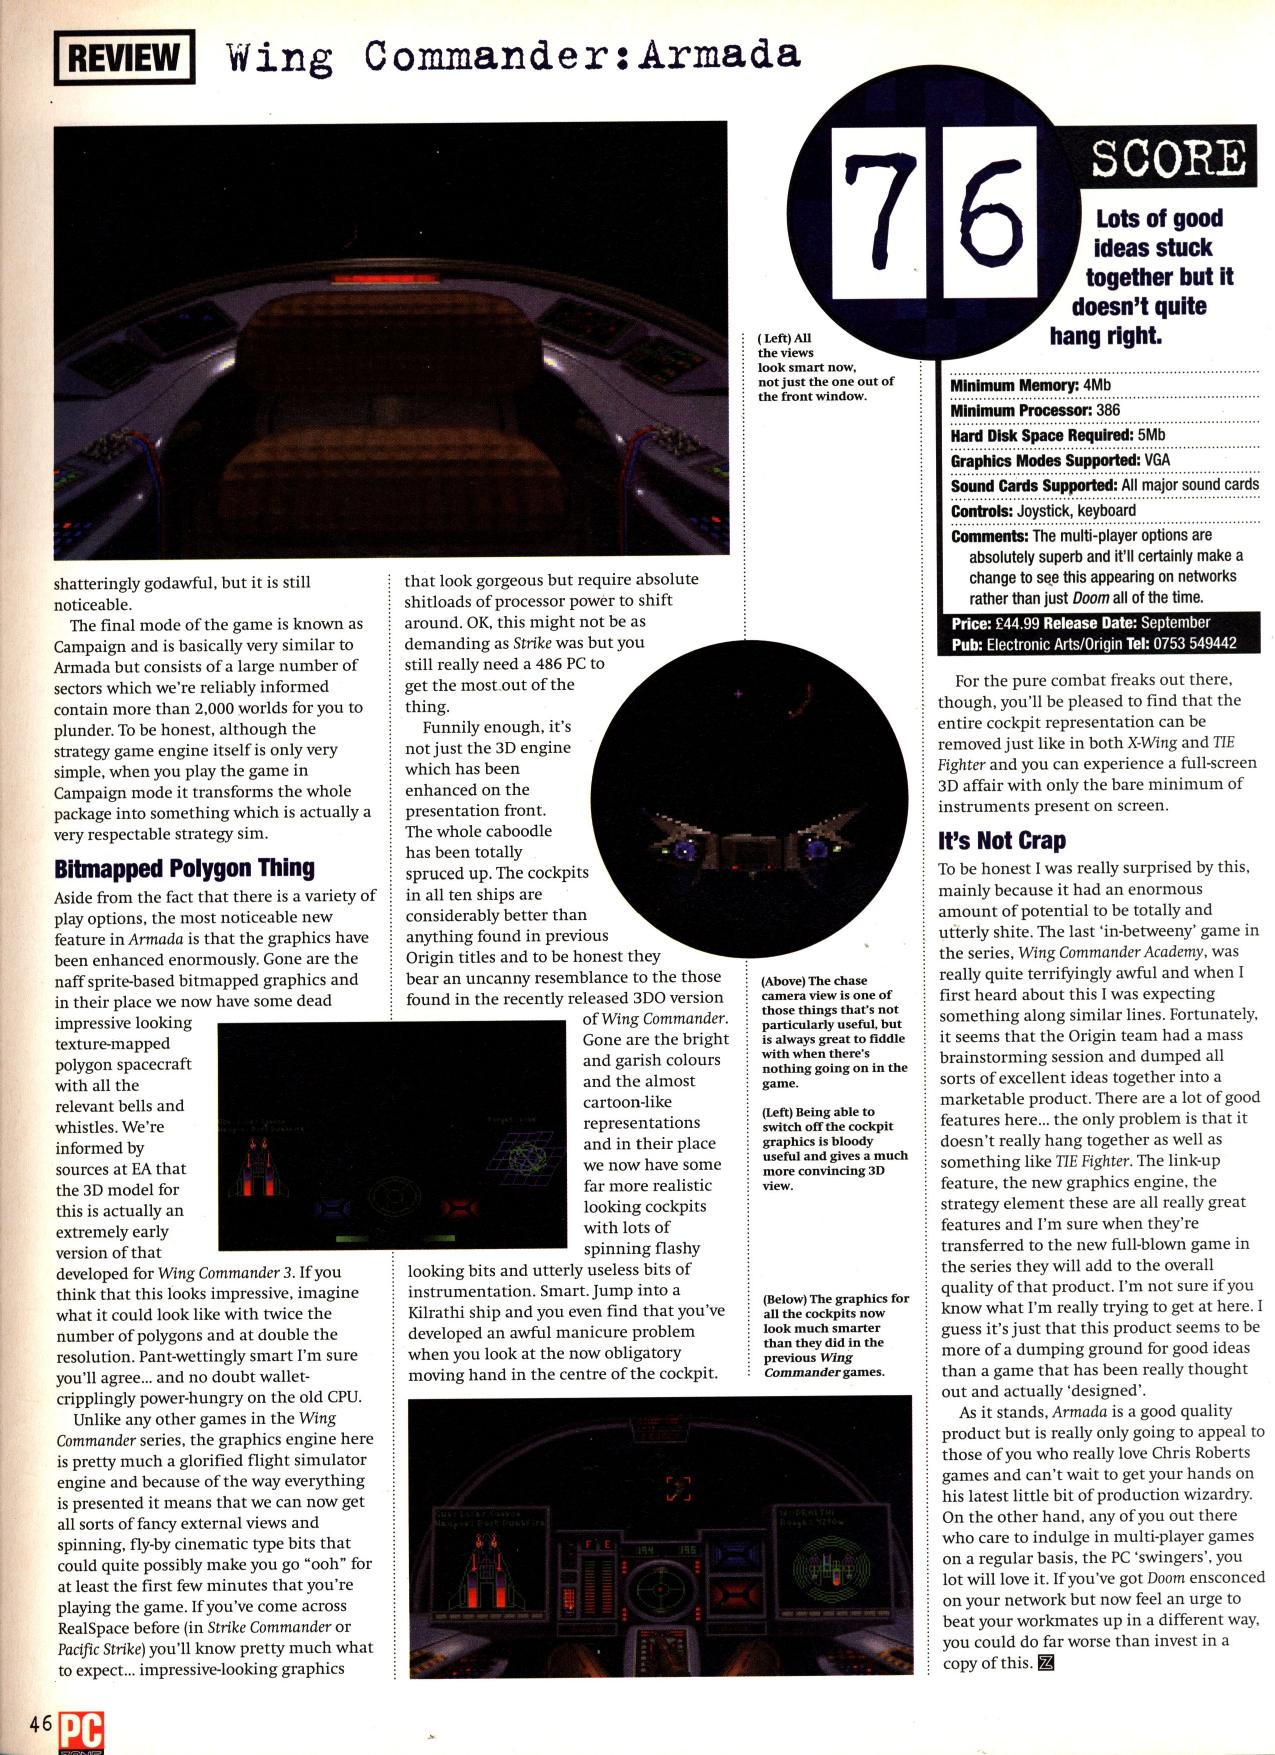 REVIEW
Wing Commander: Armada
76
SCORE
Lots of good
ideas stuck
together but it
doesn't quite
hang right.
( Left) All
the views
look smart now,
not just the one out of
the front window.
Minimum Memory: 4Mb
Minimum Processor: 386
Hard Disk Space Required: 5Mb
Graphics Modes Supported: VGA
Sound Cards Supported: All major sound cards
Controls: Joystick, keyboard
Comments: The multi-player options are
absolutely superb and it'll certainly make a
change to see this appearing on networks
rather than just Doom all of the time.
Price: £44.99 Release Date: September
Pub: Electronic Arts/Origin Tel: 0753 549442
shatteringly godawful, but it is still
noticeable.
The final mode of the game is known as
Campaign and is basically very similar to
Armada but consists of a large number of
sectors which we're reliably informed
contain more than 2,000 worlds for you to
plunder. To be honest, although the
strategy game engine itself is only very
simple, when you play the game in
Campaign mode it transforms the whole
package into something which is actually a
very respectable strategy sim.
Bitmapped Polygon Thing
Aside from the fact that there is a variety of
play options, the most noticeable new
feature in Armada is that the graphics have
been enhanced enormously. Gone are the
naff sprite-based bitmapped graphics and
in their place we now have some dead
impressive looking
texture-mapped
polygon spacecraft
with all the
relevant bells and
whistles. We're
informed by
sources at EA that
the 3D model for
this is actually an
extremely early
version of that
developed for Wing Commander 3. If you
think that this looks impressive, imagine
what it could look like with twice the
number of polygons and at double the
resolution. Pant-wettingly smart I'm sure
you'll agree... and no doubt wallet-
cripplingly power-hungry on the old CPU.
Unlike any other games in the Wing
Commander series, the graphics engine here
is pretty much a glorified flight simulator
engine and because of the way everything
is presented it means that we can now get
all sorts of fancy external views and
spinning, fly-by cinematic type bits that
could quite possibly make you go "ooh" for
at least the first few minutes that you're
playing the game. If you've come across
RealSpace before (in Strike Commander or
Pacific Strike) you'll know pretty much what
to expect... impressive-looking graphics
that look gorgeous but require absolute
shitloads of processor power to shift
around. OK, this might not be as
demanding as Strike was but you
still really need a 486 PC to
get the most out of the
thing.
Funnily enough, it's
not just the 3D engine
which has been
enhanced on the
presentation front.
The whole caboodle
has been totally
spruced up. The cockpits
in all ten ships are
considerably better than
anything found in previous
Origin titles and to be honest they
bear an uncanny resemblance to the those
found in the recently released 3DO version
of Wing Commander.
Gone are the bright
and garish colours
and the almost
cartoon-like
representations
and in their place
we now have some
far more realistic
looking cockpits
with lots of
spinning flashy
looking bits and utterly useless bits of
instrumentation. Smart. Jump into a
Kilrathi ship and you even find that you've
developed an awful manicure problem
when you look at the now obligatory
moving hand in the centre of the cockpit.
(Above) The chase
camera view is one of
those things that's not
particularly useful, but
is always great to fiddle
with when there's
nothing going on in the
game.
(Left) Being able to
switch off the cockpit
graphics is bloody
useful and gives a much
more convincing 3D
view.
(Below) The graphics for
all the cockpits now
look much smarter
than they did in the
previous Wing
Commander games.
F E
194 195
For the pure combat freaks out there,
though, you'll be pleased to find that the
entire cockpit representation can be
removed just like in both X-Wing and TIE
Fighter and you can experience a full-screen
3D affair with only the bare minimum of
instruments present on screen.
It's Not Crap
To be honest I was really surprised by this,
mainly because it had an enormous
amount of potential to be totally and
utterly shite. The last 'in-betweeny' game in
the series, Wing Commander Academy, was
really quite terrifyingly awful and when I
first heard about this I was expecting
something along similar lines. Fortunately,
it seems that the Origin team had a mass
brainstorming session and dumped all
sorts of excellent ideas together into a
marketable product. There are a lot of good
features here... the only problem is that it
doesn't really hang together as well as
something like TIE Fighter. The link-up
feature, the new graphics engine, the
strategy element these are all really great
features and I'm sure when they're
transferred to the new full-blown game in
the series they will add to the overall
quality of that product. I'm not sure if you
know what I'm really trying to get at here. I
guess it's just that this product seems to be
more of a dumping ground for good ideas
than a game that has been really thought
out and actually 'designed'.
As it stands, Armada is a good quality
product but is really only going to appeal to
those of you who really love Chris Roberts
games and can't wait to get your hands on
his latest little bit of production wizardry.
On the other hand, any of you out there
who care to indulge in multi-player games
on a regular basis, the PC 'swingers', you
lot will love it. If you've got Doom ensconced
on your network but now feel an urge to
beat your workmates up in a different way,
you could do far worse than invest in a
copy of this. Z
46 PC
ZONE